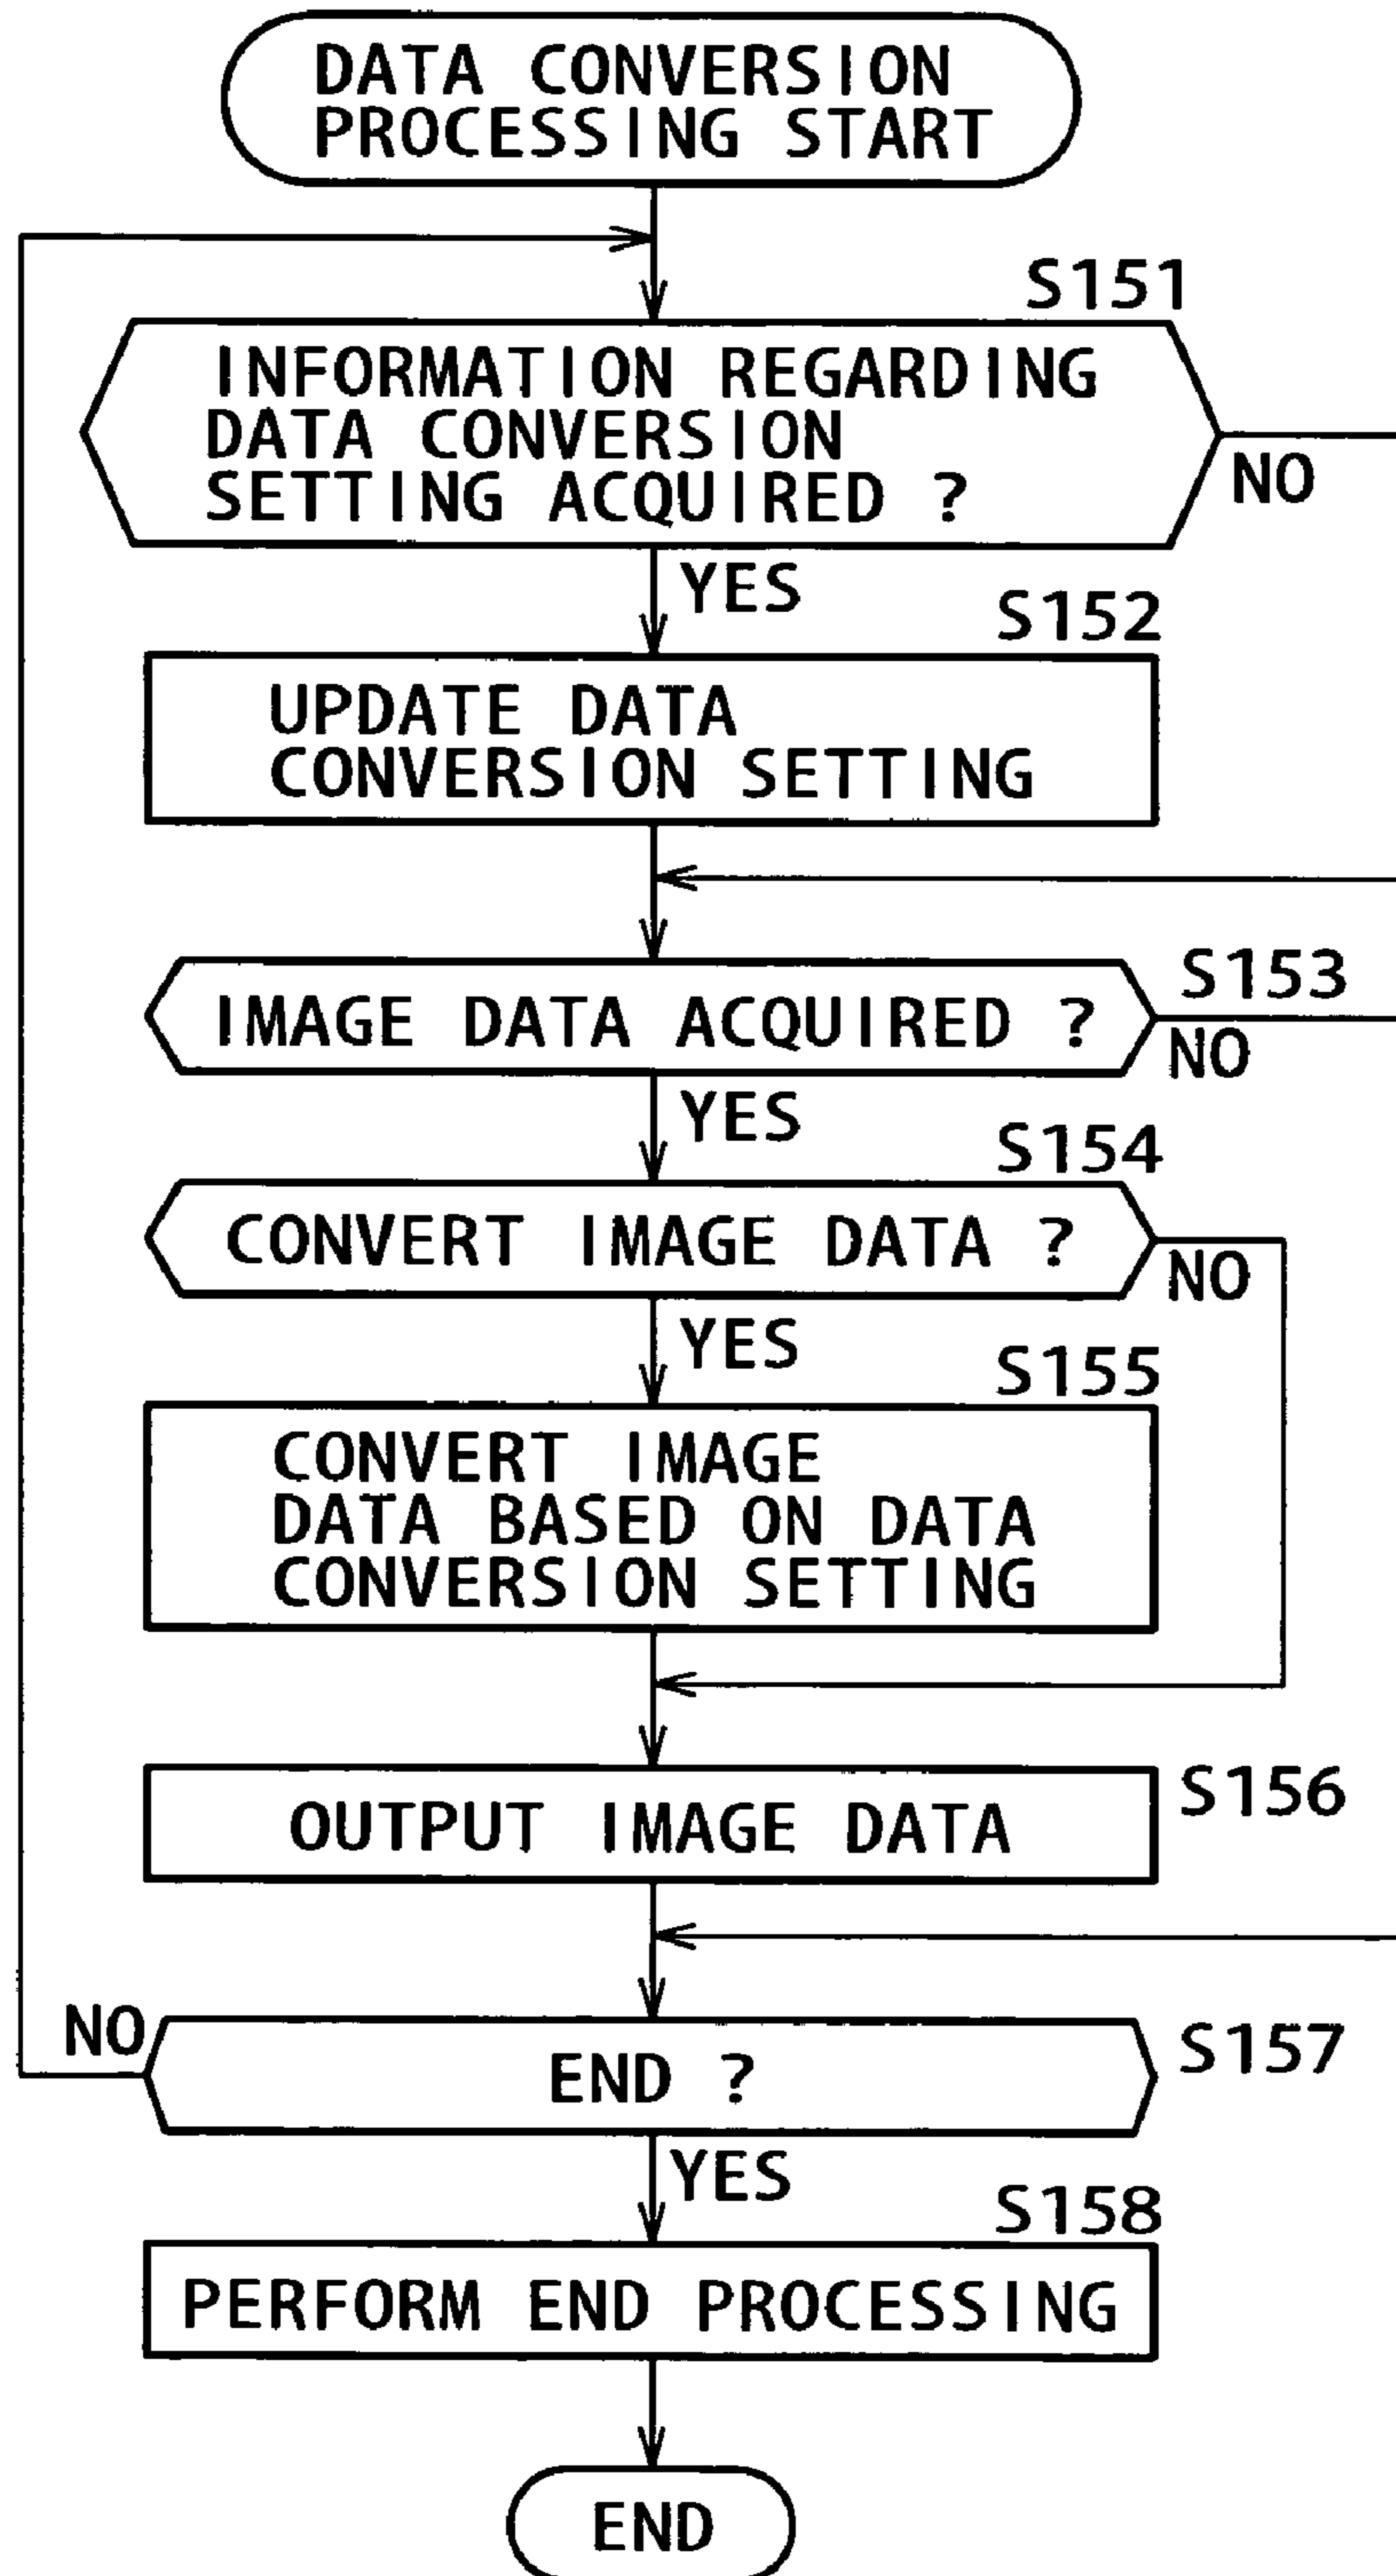 DATA CONVERSION
PROCESSING START
S151
INFORMATION REGARDING
DATA CONVERSION
SETTING ACQUIRED ?
NO
YES
S152
UPDATE DATA
CONVERSION SETTING
S153
IMAGE DATA ACQUIRED ?
NO
YES
S154
CONVERT IMAGE DATA ?
NO
YES
S155
CONVERT IMAGE
DATA BASED ON DATA
CONVERSION SETTING
S156
OUTPUT IMAGE DATA
NO
S157
END ?
YES
S158
PERFORM END PROCESSING
END